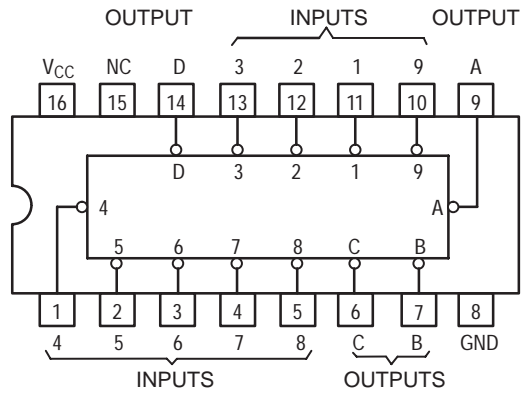 OUTPUT INPUTS OUTPUT
V_CC NC D 3 2 1 9 A
16 15 14 13 12 11 10 9
D 3 2 1 9
4 A
5 6 7 8 C B
1 2 3 4 5 6 7 8
4 5 6 7 8 C B GND
INPUTS OUTPUTS